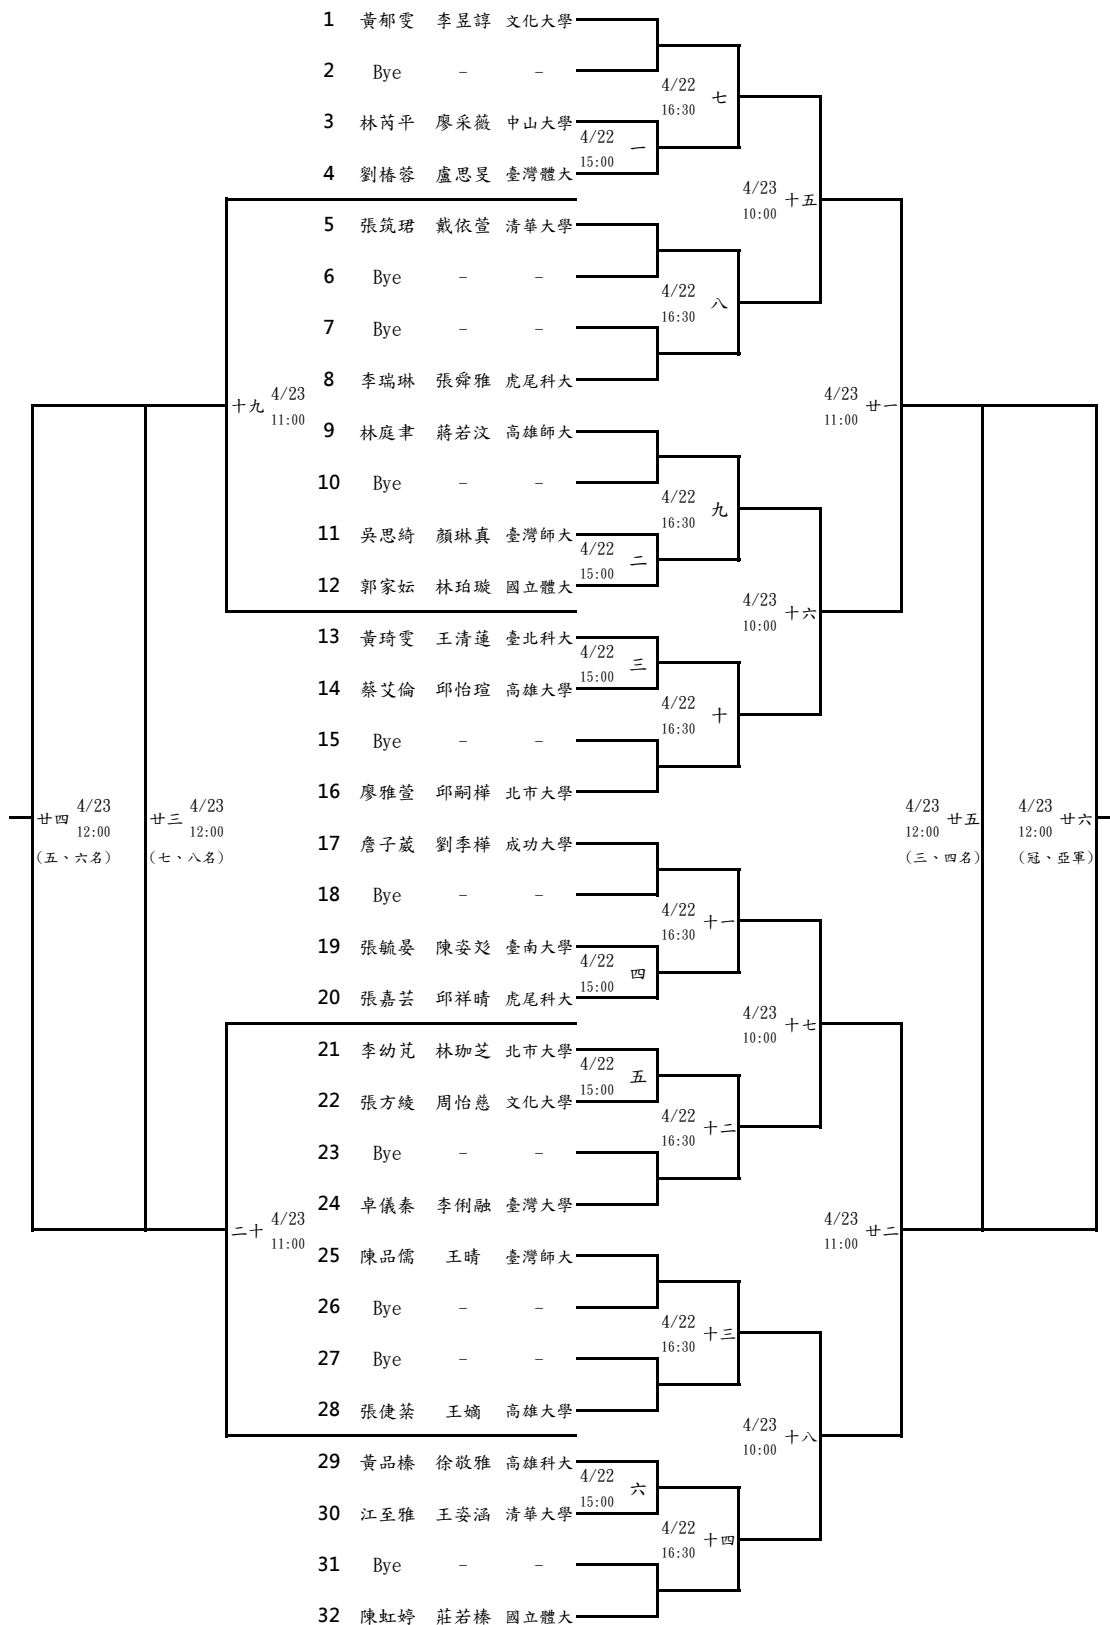 1 黃郁雯 李昱諄 文化大學
2 Bye - -
4/22 七
16:30
3 林芮平 廖采薇 中山大學
4/22 一
15:00
4 劉椿蓉 盧思旻 臺灣體大
4/23 十五
10:00
5 張筑珺 戴依萱 清華大學
6 Bye - -
4/22 八
16:30
7 Bye - -
8 李瑞琳 張舜雅 虎尾科大
十九 4/23
11:00
4/23 廿一
11:00
9 林庭聿 蔣若汶 高雄師大
10 Bye - -
4/22 九
16:30
11 吳思綺 顏琳真 臺灣師大
4/22 二
15:00
12 郭家妘 林珀璇 國立體大
4/23 十六
10:00
13 黃琦雯 王清蓮 臺北科大
4/22 三
15:00
14 蔡艾倫 邱怡瑄 高雄大學
4/22 十
16:30
15 Bye - -
16 廖雅萱 邱嗣樺 北市大學
廿四 4/23
12:00
(五、六名)
廿三 4/23
12:00
(七、八名)
4/23 廿五
12:00
(三、四名)
4/23 廿六
12:00
(冠、亞軍)
17 詹子葳 劉季樺 成功大學
18 Bye - -
4/22 十一
16:30
19 張毓晏 陳姿彣 臺南大學
4/22 四
15:00
20 張嘉芸 邱祥晴 虎尾科大
4/23 十七
10:00
21 李幼芃 林珈芝 北市大學
4/22 五
15:00
22 張方綾 周怡慈 文化大學
4/22 十二
16:30
23 Bye - -
24 卓儀秦 李俐融 臺灣大學
二十 4/23
11:00
4/23 廿二
11:00
25 陳品儒 王晴 臺灣師大
26 Bye - -
4/22 十三
16:30
27 Bye - -
28 張倢棻 王嫡 高雄大學
4/23 十八
10:00
29 黃品榛 徐敬雅 高雄科大
4/22 六
15:00
30 江至雅 王姿涵 清華大學
4/22 十四
16:30
31 Bye - -
32 陳虹婷 莊若榛 國立體大